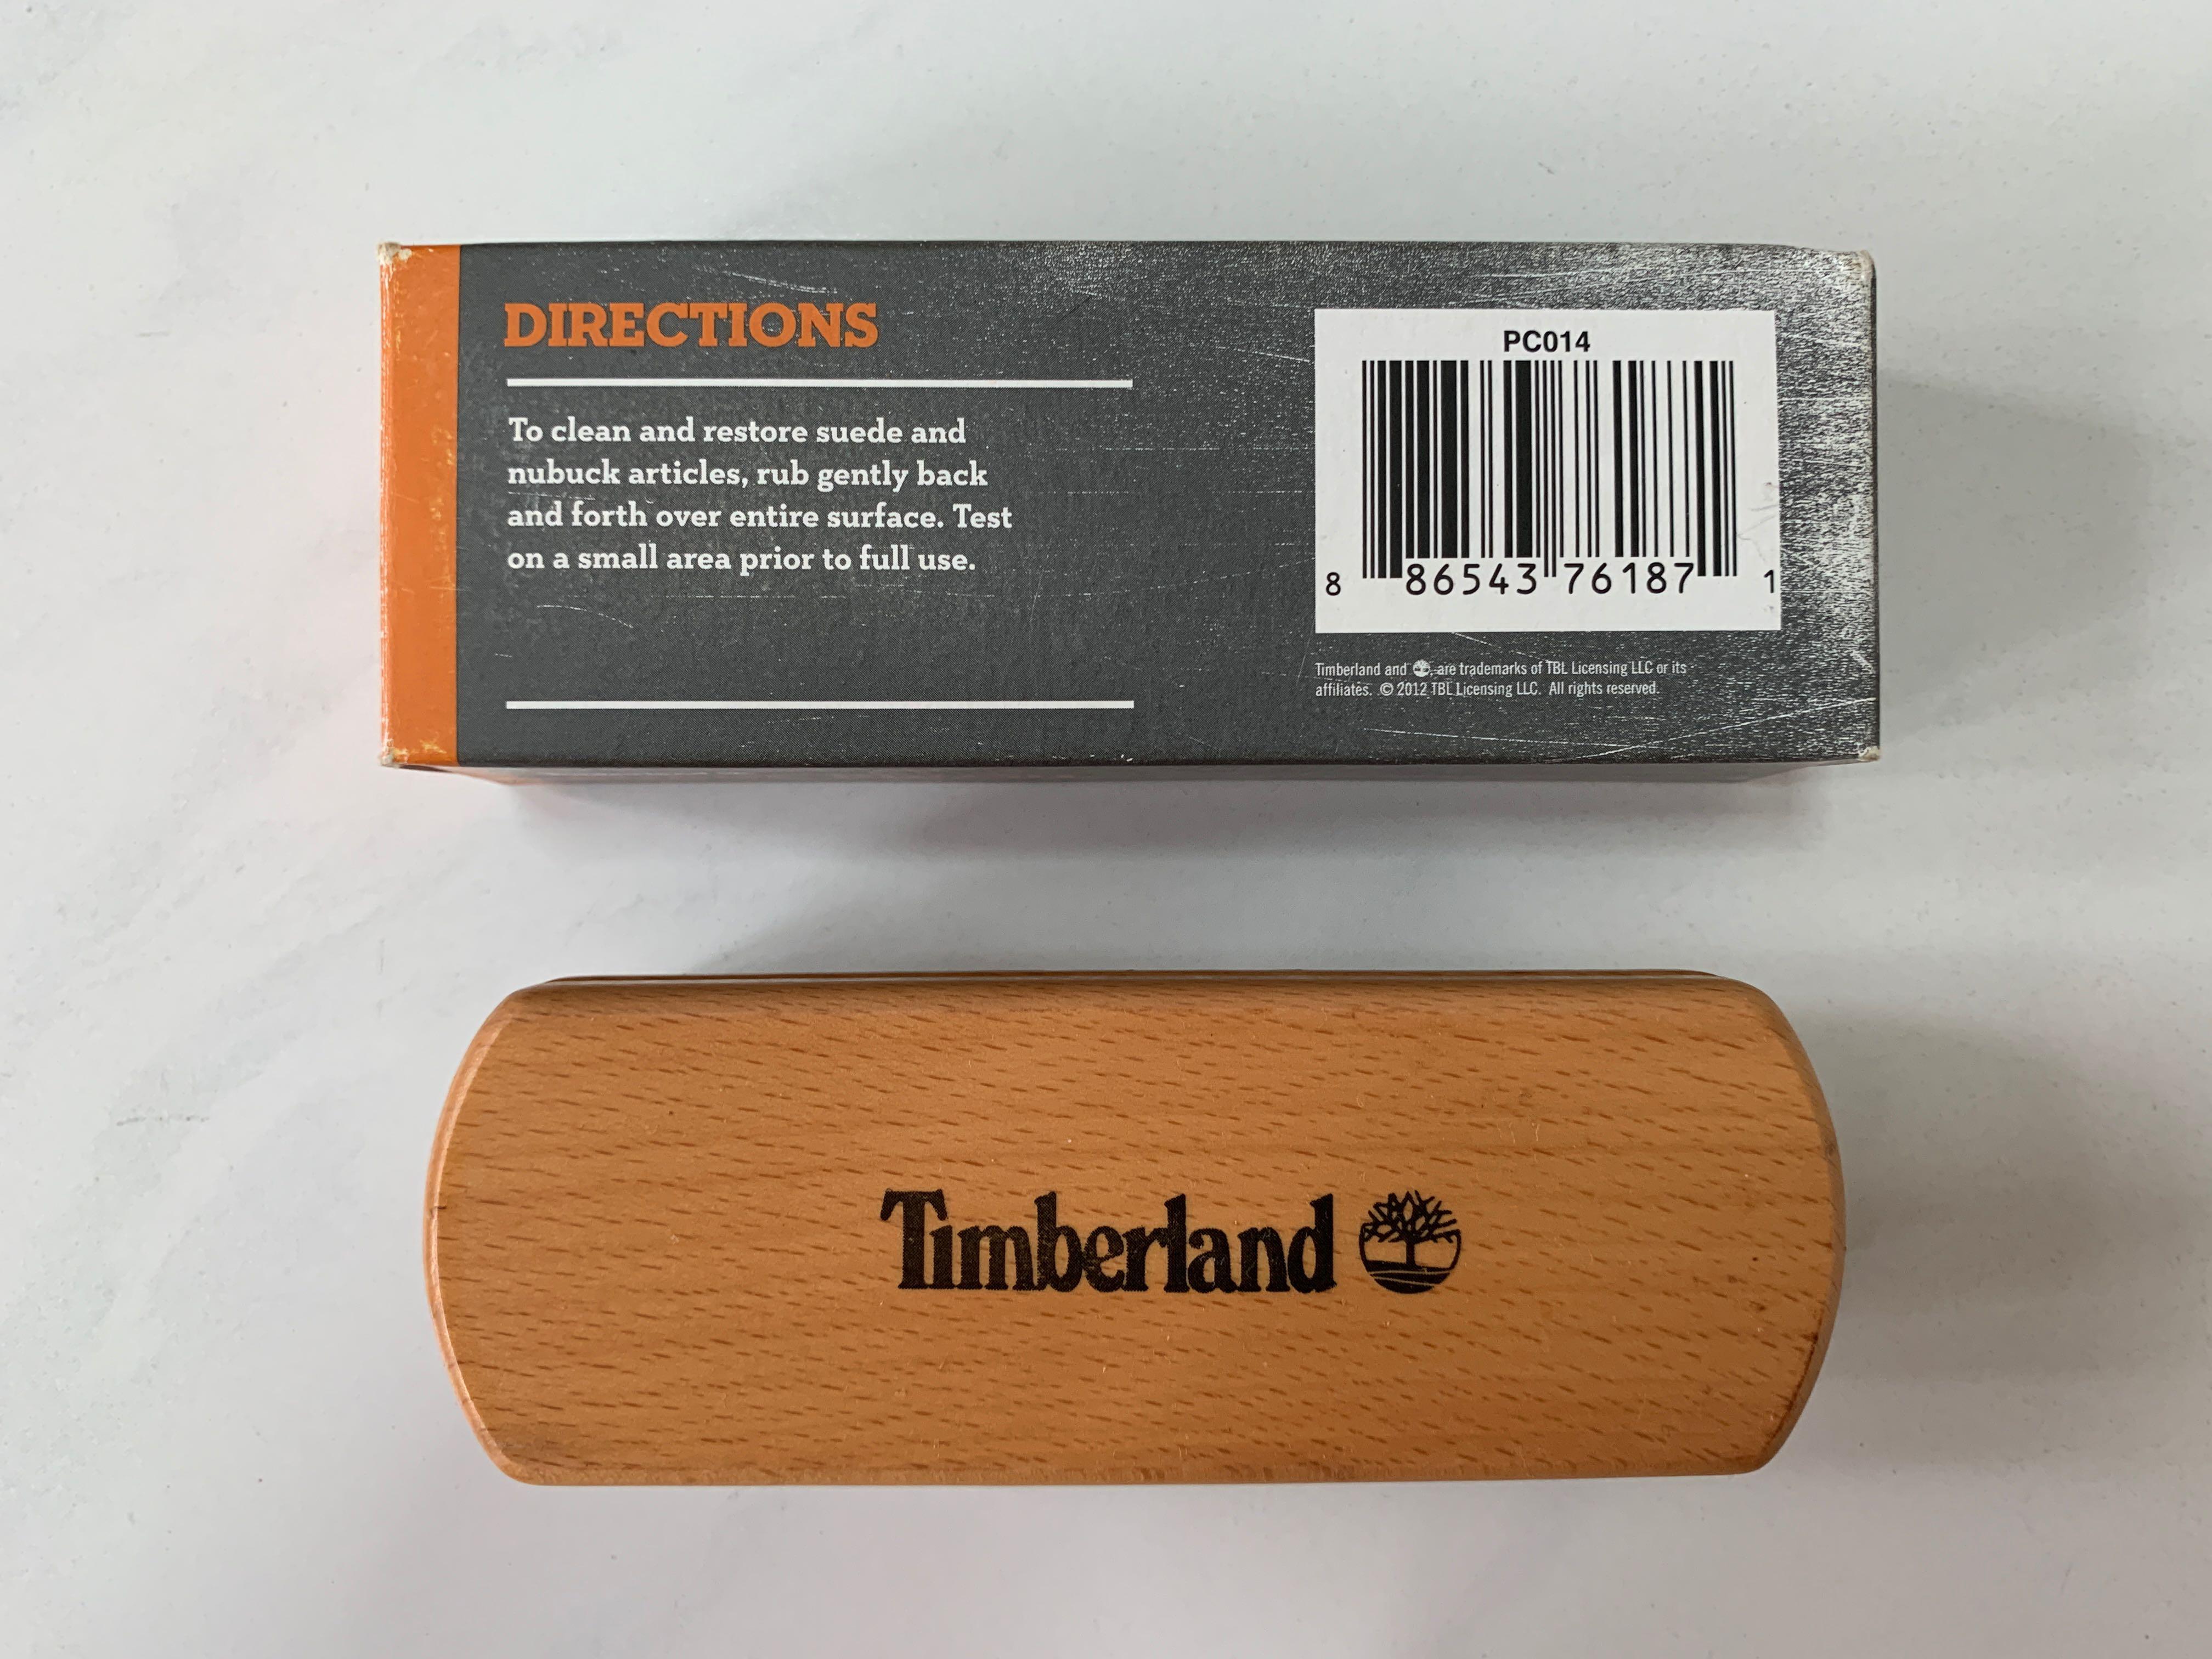 DIRECTIONS
To clean and restore suede and
nubuck articles, rub gently back
and forth over entire surface. Test
on a small area prior to full use.
PC014
8 86543 76187 1
Timberland and , are trademarks of TBL Licensing LLC or its
affiliates. © 2012 TBL Licensing LLC. All rights reserved.
Timberland